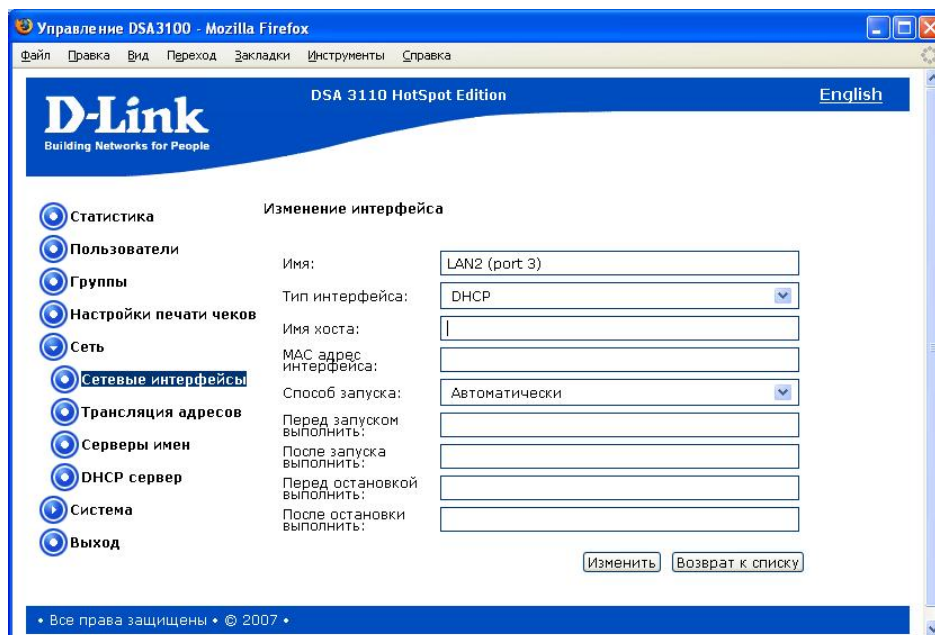 Управление DSA3100 - Mozilla Firefox
Файл Правка Вид Переход Закладки Инструменты Справка
DSA 3110 HotSpot Edition
English
D-Link
Building Networks for People
Статистика
Пользователи
Группы
Настройки печати чеков
Сеть
Сетевые интерфейсы
Трансляция адресов
Серверы имен
DHCP сервер
Система
Выход
Изменение интерфейса
Имя: LAN2 (port 3)
Тип интерфейса: DHCP
Имя хоста:
MAC адрес
интерфейса:
Способ запуска: Автоматически
Перед запуском
выполнить:
После запуска
выполнить:
Перед остановкой
выполнить:
После остановки
выполнить:
Изменить Возврат к списку
• Все права защищены • © 2007 •